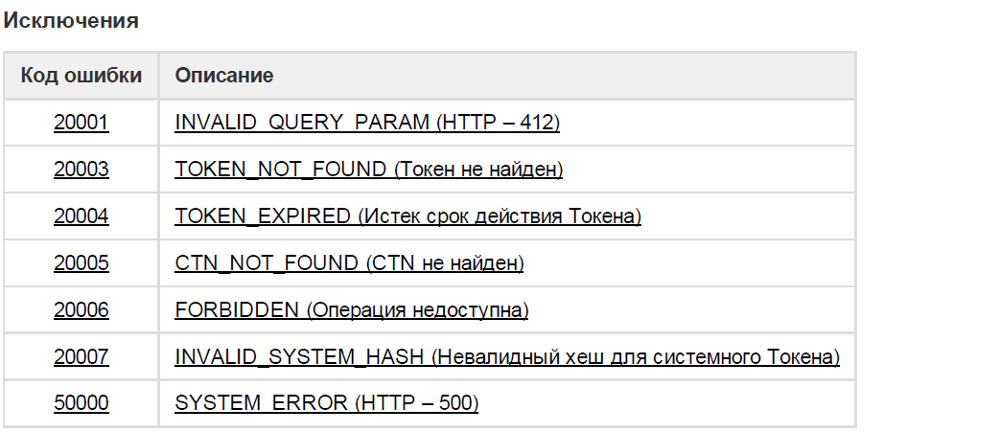 Исключения
Код ошибки Описание
20001 INVALID_QUERY_PARAM (HTTP – 412)
20003 TOKEN_NOT_FOUND (Токен не найден)
20004 TOKEN_EXPIRED (Истек срок действия Токена)
20005 CTN_NOT_FOUND (CTN не найден)
20006 FORBIDDEN (Операция недоступна)
20007 INVALID_SYSTEM_HASH (Невалидный хеш для системного Токена)
50000 SYSTEM_ERROR (HTTP – 500)